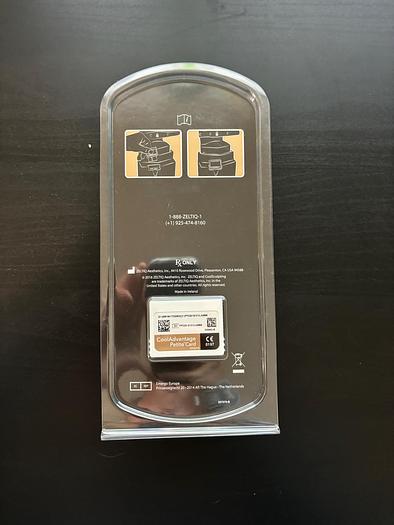 1-888-ZELTIQ-1
(+1) 925-474-8160
Rx ONLY
ZELTIQ Aesthetics, Inc., 4410 Rosewood Drive, Pleasanton, CA USA 94588
© 2016 ZELTIQ Aesthetics, Inc. ZELTIQ and CoolSculpting
are trademarks of ZELTIQ Aesthetics, Inc. in the
United States and other countries. All rights reserved.
Made in Ireland
CoolAdvantage
Petite Card
CE
0197
EC REP
Emergo Europe
Prinsessegracht 20 • 2514 AP, The Hague - The Netherlands